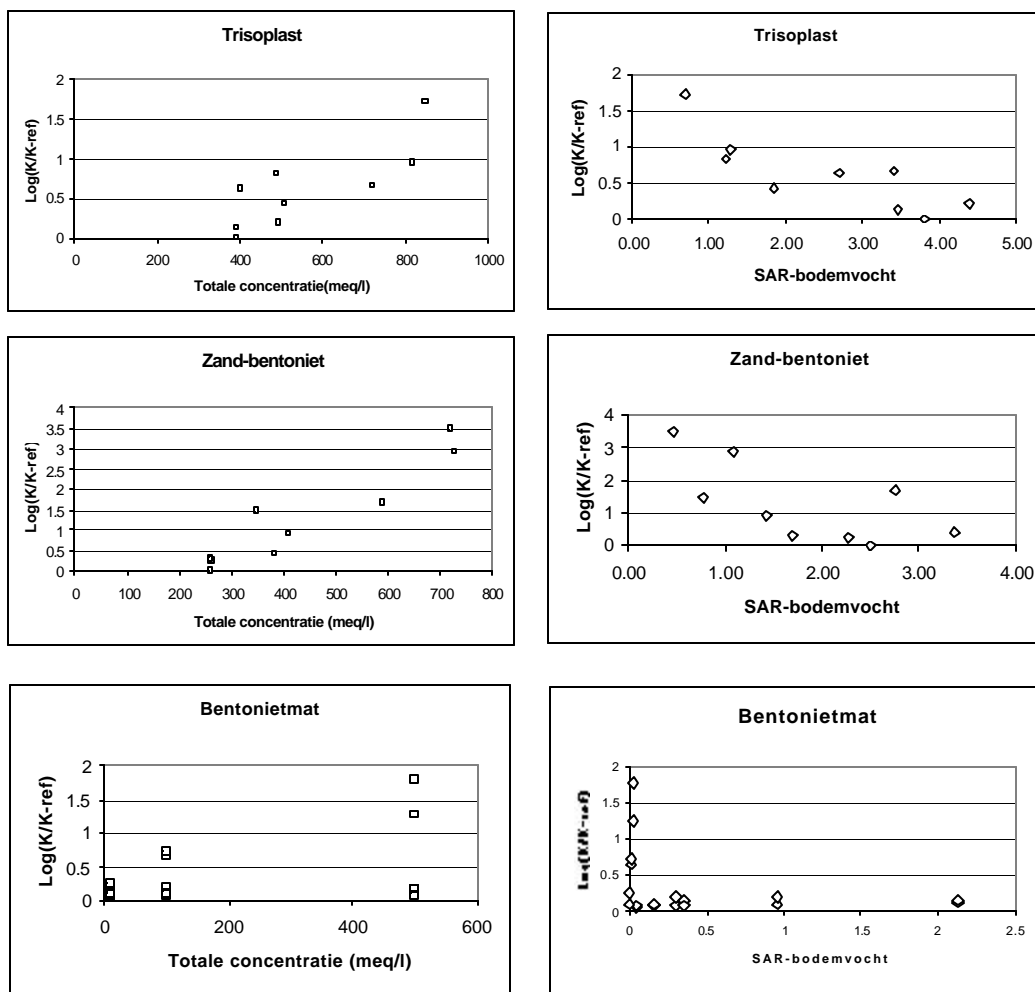 Trisoplast
2
1.5
1
0.5
0
Log(K/K-ref)
0 200 400 600 800 1000
Totale concentratie(meq/l)
Trisoplast
2
1.5
1
0.5
0
Log(K/K-ref)
0.00 1.00 2.00 3.00 4.00 5.00
SAR-bodemvocht
Zand-bentoniet
4
3.5
3
2.5
2
1.5
1
0.5
0
Log(K/K-ref)
0 100 200 300 400 500 600 700 800
Totale concentratie (meq/l)
Zand-bentoniet
4
3
2
1
0
Log(K/K-ref)
0.00 1.00 2.00 3.00 4.00
SAR-bodemvocht
Bentonietmat
2
1.5
1
0.5
0
Log(K/K-ref)
0 200 400 600
Totale concentratie (meq/l)
Bentonietmat
2
1.5
1
0.5
0
Log(K/K-ref)
0 0.5 1 1.5 2 2.5
SAR-bodemvocht